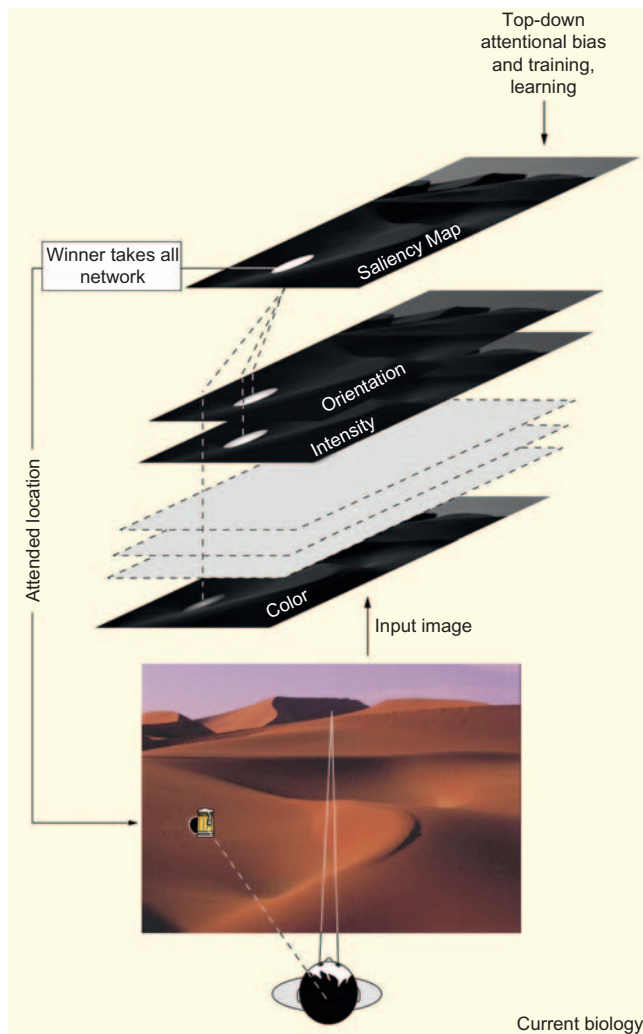 Top-down
attentional bias
and training,
learning
Saliency Map
Winner takes all
network
Orientation
Intensity
Attended location
Color
Input image
Current biology